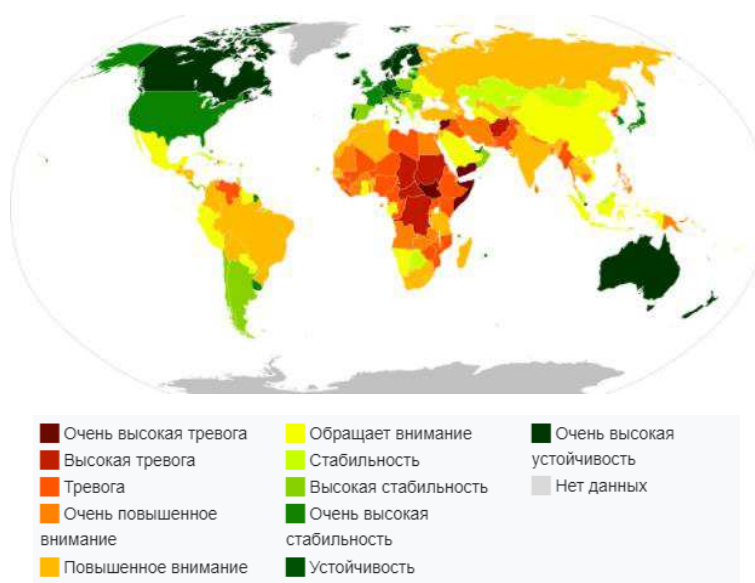 Очень высокая тревога
Высокая тревога
Тревога
Очень повышенное
внимание
Повышенное внимание
Обращает внимание
Стабильность
Высокая стабильность
Очень высокая
стабильность
Устойчивость
Очень высокая
устойчивость
Нет данных